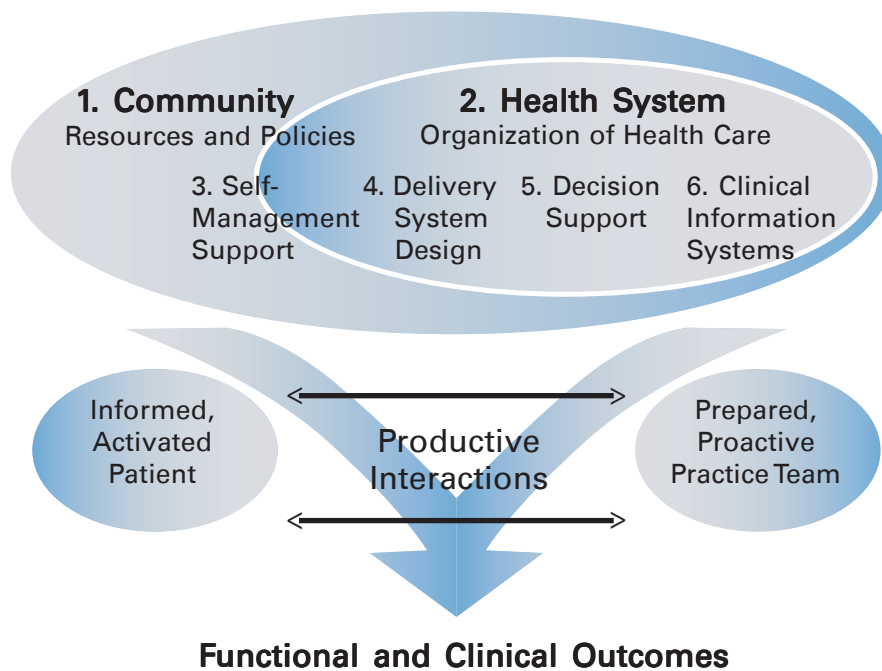 1. Community
Resources and Policies
2. Health System
Organization of Health Care
3. Self-
Management
Support
4. Delivery
System
Design
5. Decision
Support
6. Clinical
Information
Systems
Informed,
Activated
Patient
Productive
Interactions
Prepared,
Proactive
Practice Team
Functional and Clinical Outcomes